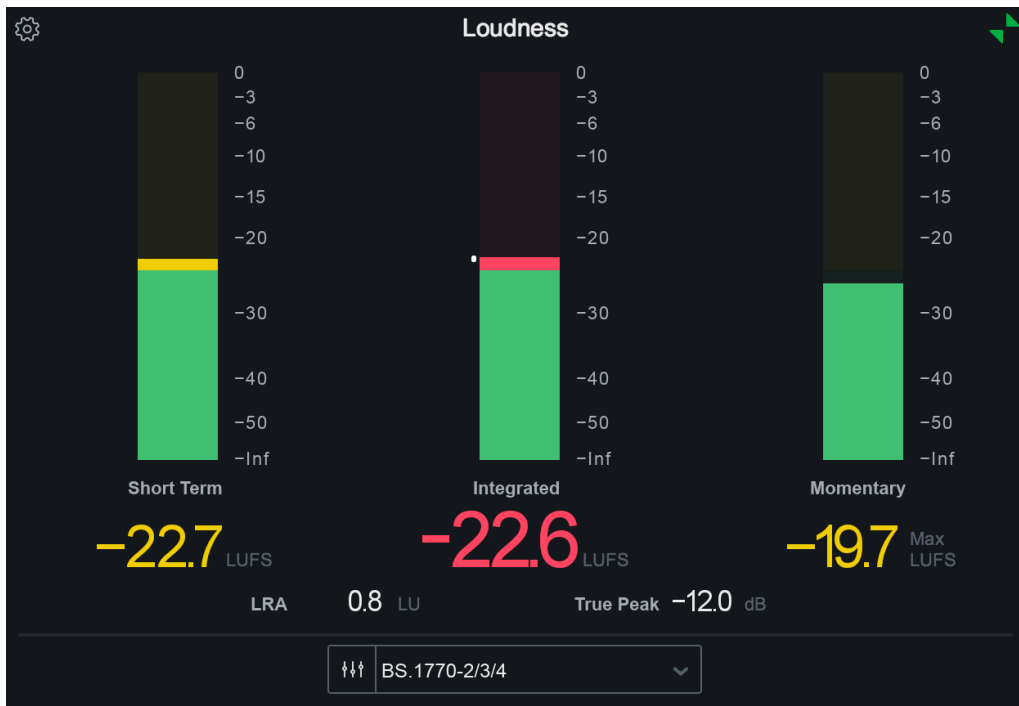 Loudness
0 0 0
−3 −3 −3
−6 −6 −6
−10 −10 −10
−15 −15 −15
−20 −20 −20
−30 −30 −30
−40 −40 −40
−50 −50 −50
−Inf −Inf −Inf
Short Term Integrated Momentary
−22.7 LUFS −22.6 LUFS −19.7 Max LUFS
LRA 0.8 LU True Peak −12.0 dB
BS.1770-2/3/4